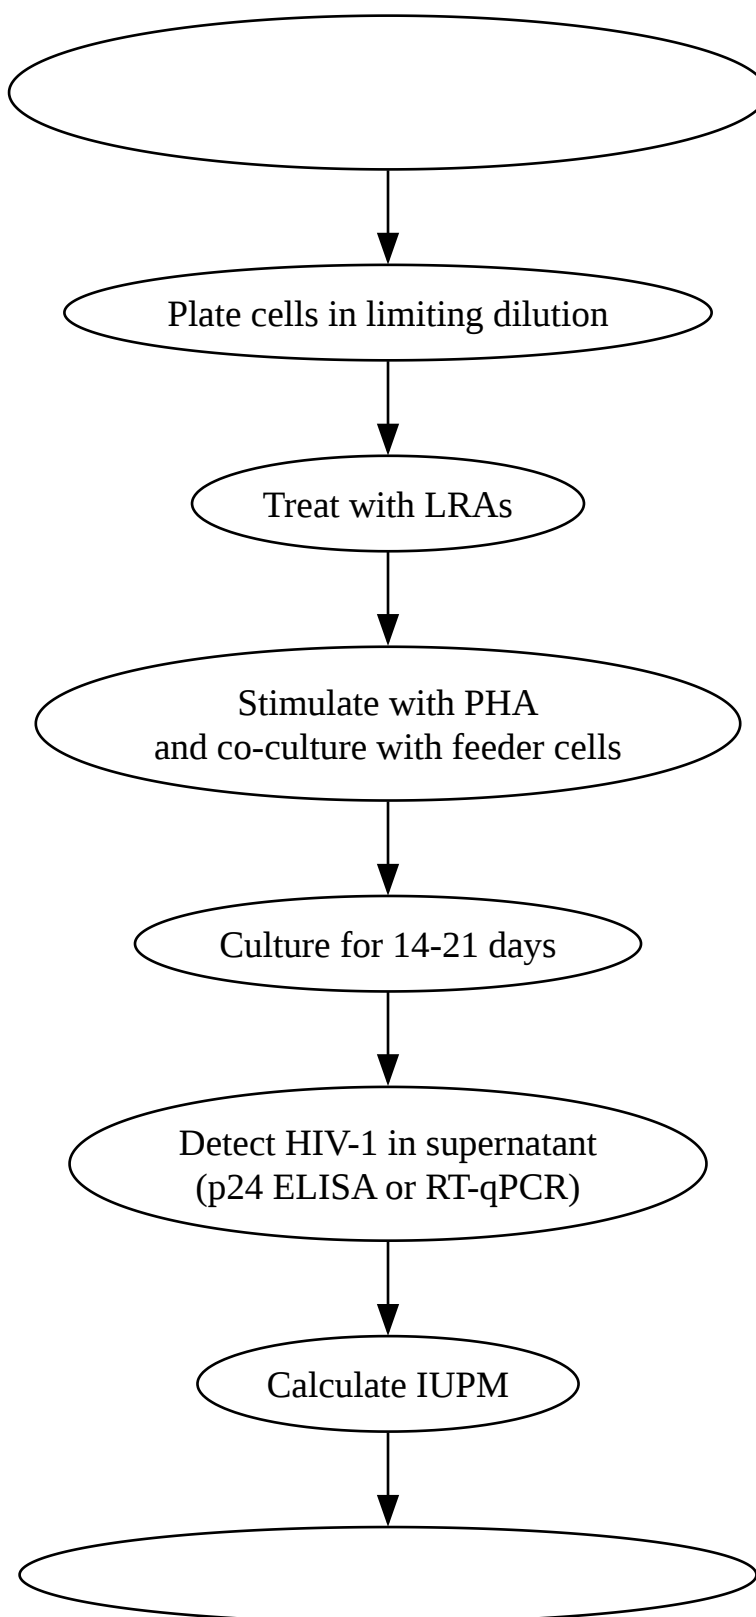 Plate cells in limiting dilution
Treat with LRAs
Stimulate with PHA
and co-culture with feeder cells
Culture for 14-21 days
Detect HIV-1 in supernatant
(p24 ELISA or RT-qPCR)
Calculate IUPM